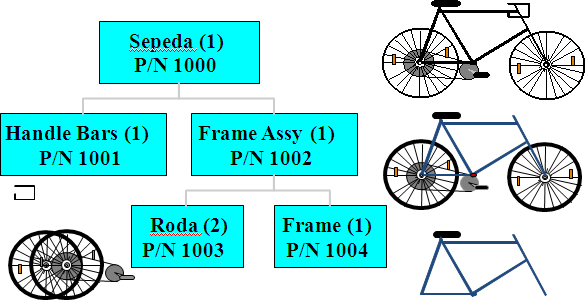 Sepeda (1)
P/N 1000
Handle Bars (1)
P/N 1001
Frame Assy (1)
P/N 1002
Roda (2)
P/N 1003
Frame (1)
P/N 1004